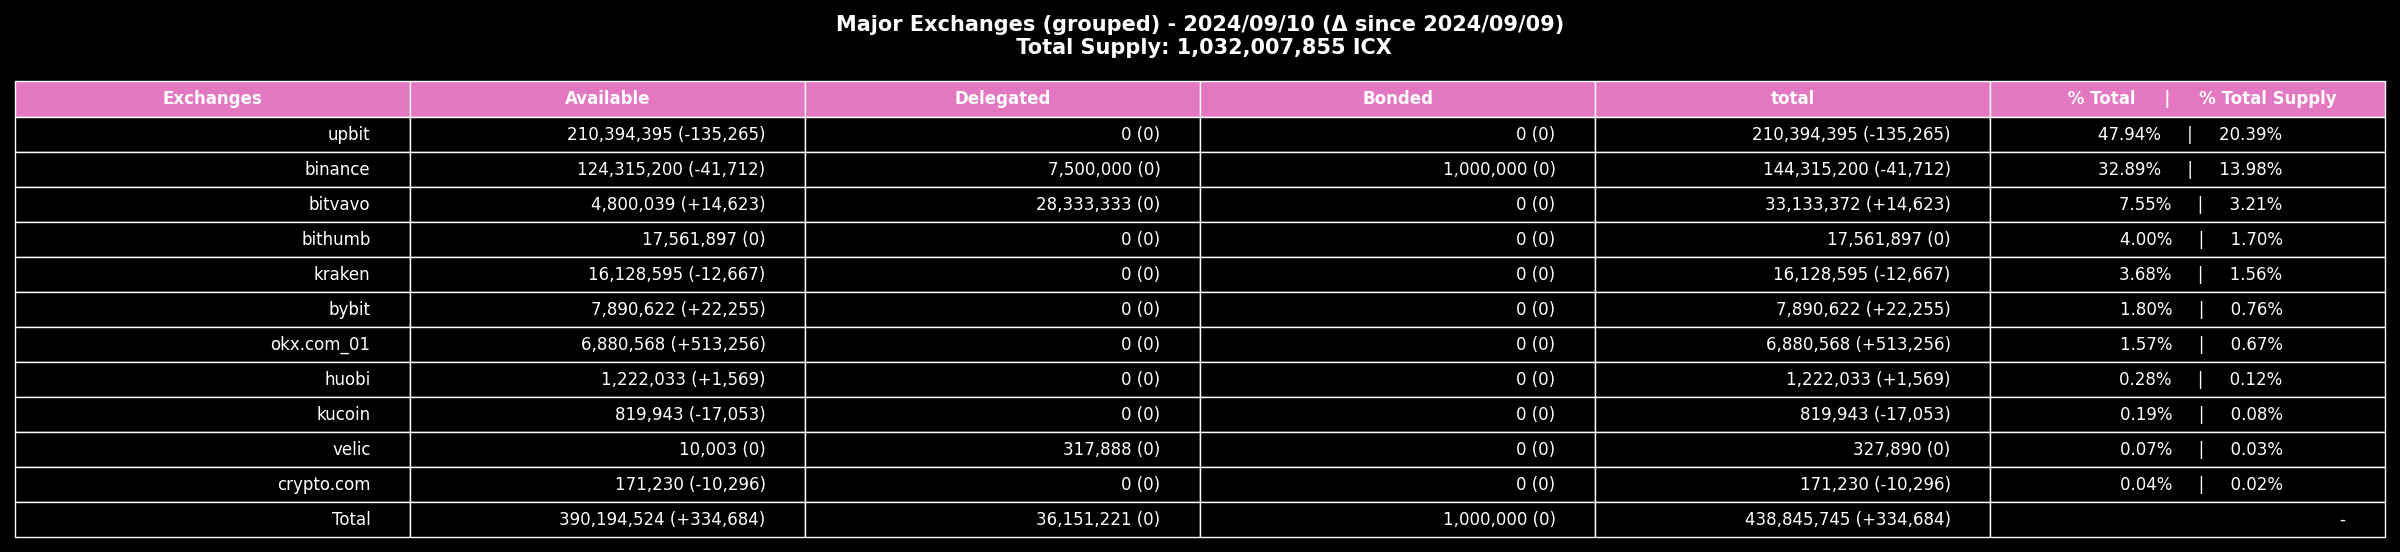 Major Exchanges (grouped) - 2024/09/10 (Δ since 2024/09/09)
Total Supply: 1,032,007,855 ICX
Exchanges Available Delegated Bonded total % Total | % Total Supply
upbit 210,394,395 (-135,265) 0 (0) 0 (0) 210,394,395 (-135,265) 47.94% | 20.39%
binance 124,315,200 (-41,712) 7,500,000 (0) 1,000,000 (0) 144,315,200 (-41,712) 32.89% | 13.98%
bitvavo 4,800,039 (+14,623) 28,333,333 (0) 0 (0) 33,133,372 (+14,623) 7.55% | 3.21%
bithumb 17,561,897 (0) 0 (0) 0 (0) 17,561,897 (0) 4.00% | 1.70%
kraken 16,128,595 (-12,667) 0 (0) 0 (0) 16,128,595 (-12,667) 3.68% | 1.56%
bybit 7,890,622 (+22,255) 0 (0) 0 (0) 7,890,622 (+22,255) 1.80% | 0.76%
okx.com_01 6,880,568 (+513,256) 0 (0) 0 (0) 6,880,568 (+513,256) 1.57% | 0.67%
huobi 1,222,033 (+1,569) 0 (0) 0 (0) 1,222,033 (+1,569) 0.28% | 0.12%
kucoin 819,943 (-17,053) 0 (0) 0 (0) 819,943 (-17,053) 0.19% | 0.08%
velic 10,003 (0) 317,888 (0) 0 (0) 327,890 (0) 0.07% | 0.03%
crypto.com 171,230 (-10,296) 0 (0) 0 (0) 171,230 (-10,296) 0.04% | 0.02%
Total 390,194,524 (+334,684) 36,151,221 (0) 1,000,000 (0) 438,845,745 (+334,684) -